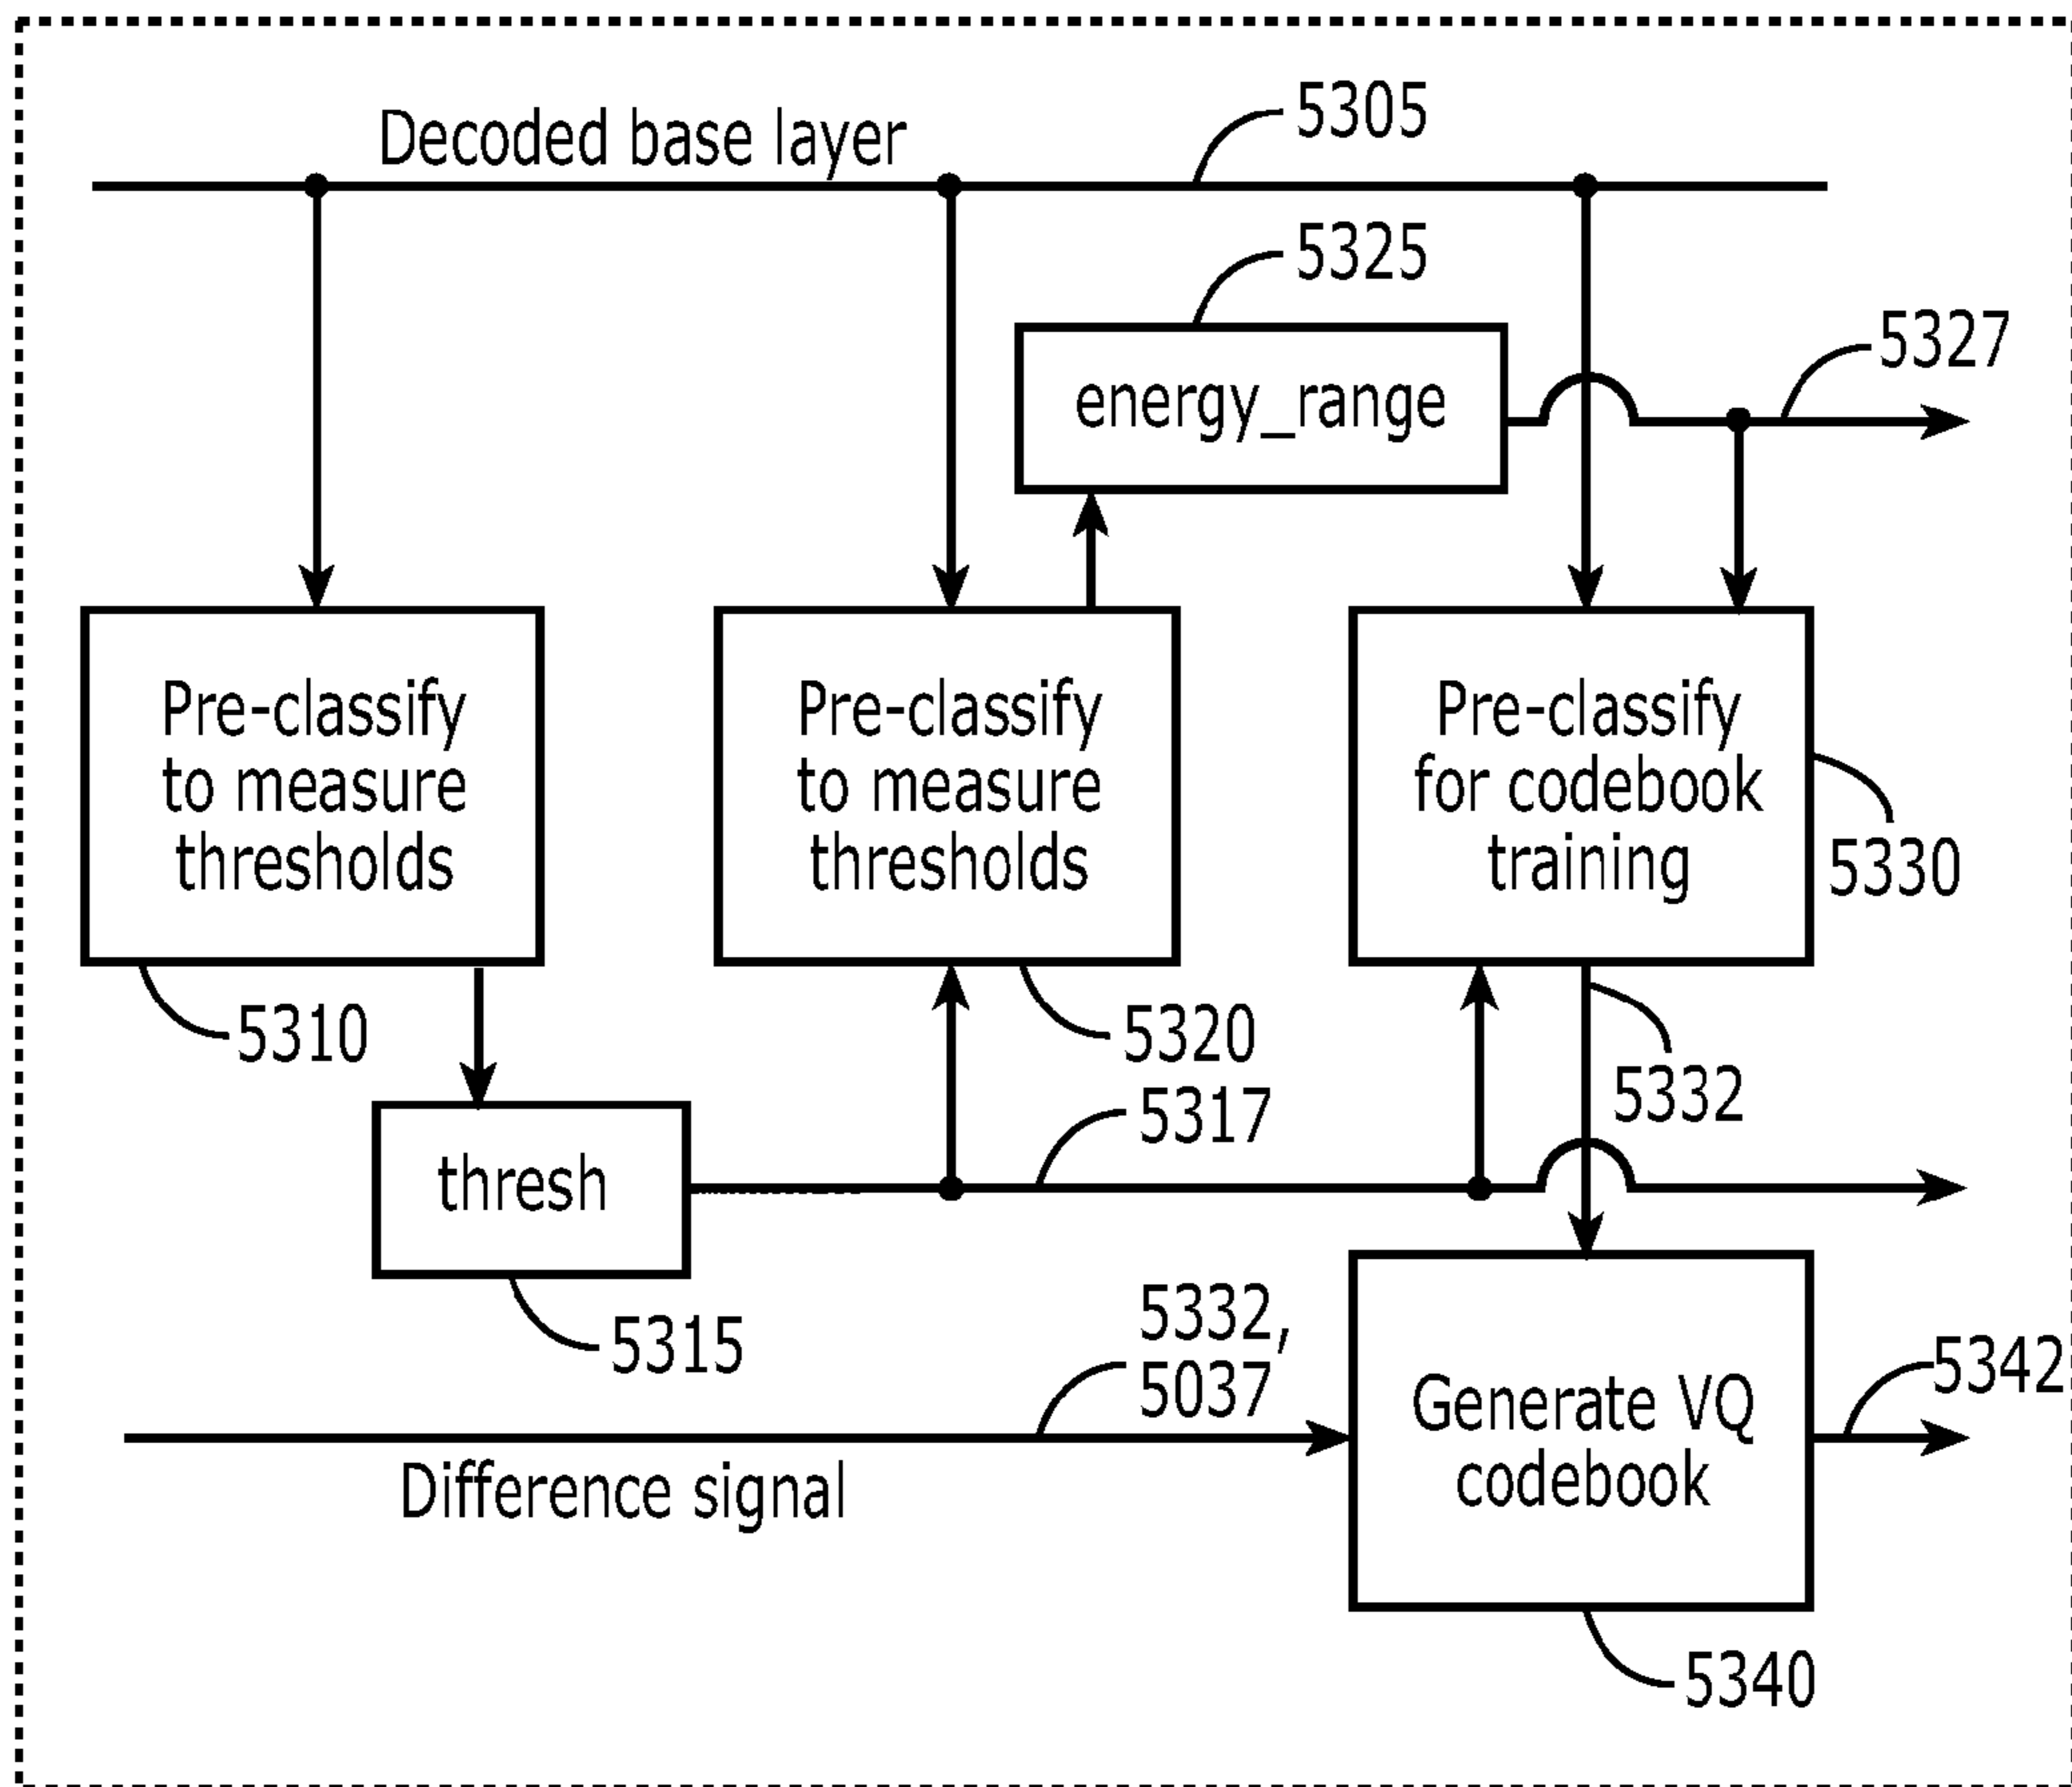 Decoded base layer
5305
5325
energy_range
5327
Pre-classify
to measure
thresholds
Pre-classify
to measure
thresholds
Pre-classify
for codebook
training
5330
5310
5320
5332
5317
thresh
5315
5332,
5037
Difference signal
Generate VQ
codebook
5342
5340